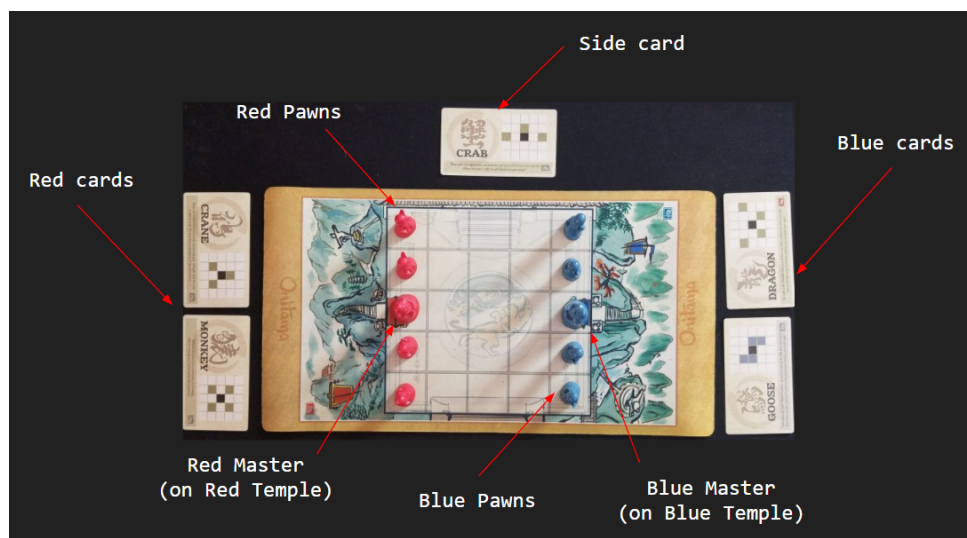 Side card
Red Pawns
蟹
CRAB
Blue cards
Red cards
CRANE
DRAGON
Onitama
Onitama
MONKEY
GOOSE
Red Master
(on Red Temple)
Blue Pawns
Blue Master
(on Blue Temple)